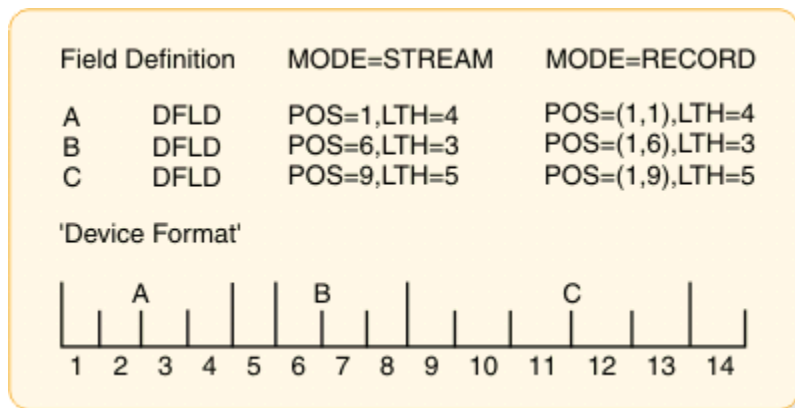 Field Definition MODE=STREAM MODE=RECORD
A DFLD POS=1,LTH=4 POS=(1,1),LTH=4
B DFLD POS=6,LTH=3 POS=(1,6),LTH=3
C DFLD POS=9,LTH=5 POS=(1,9),LTH=5
'Device Format'
A B C
1 2 3 4 5 6 7 8 9 10 11 12 13 14